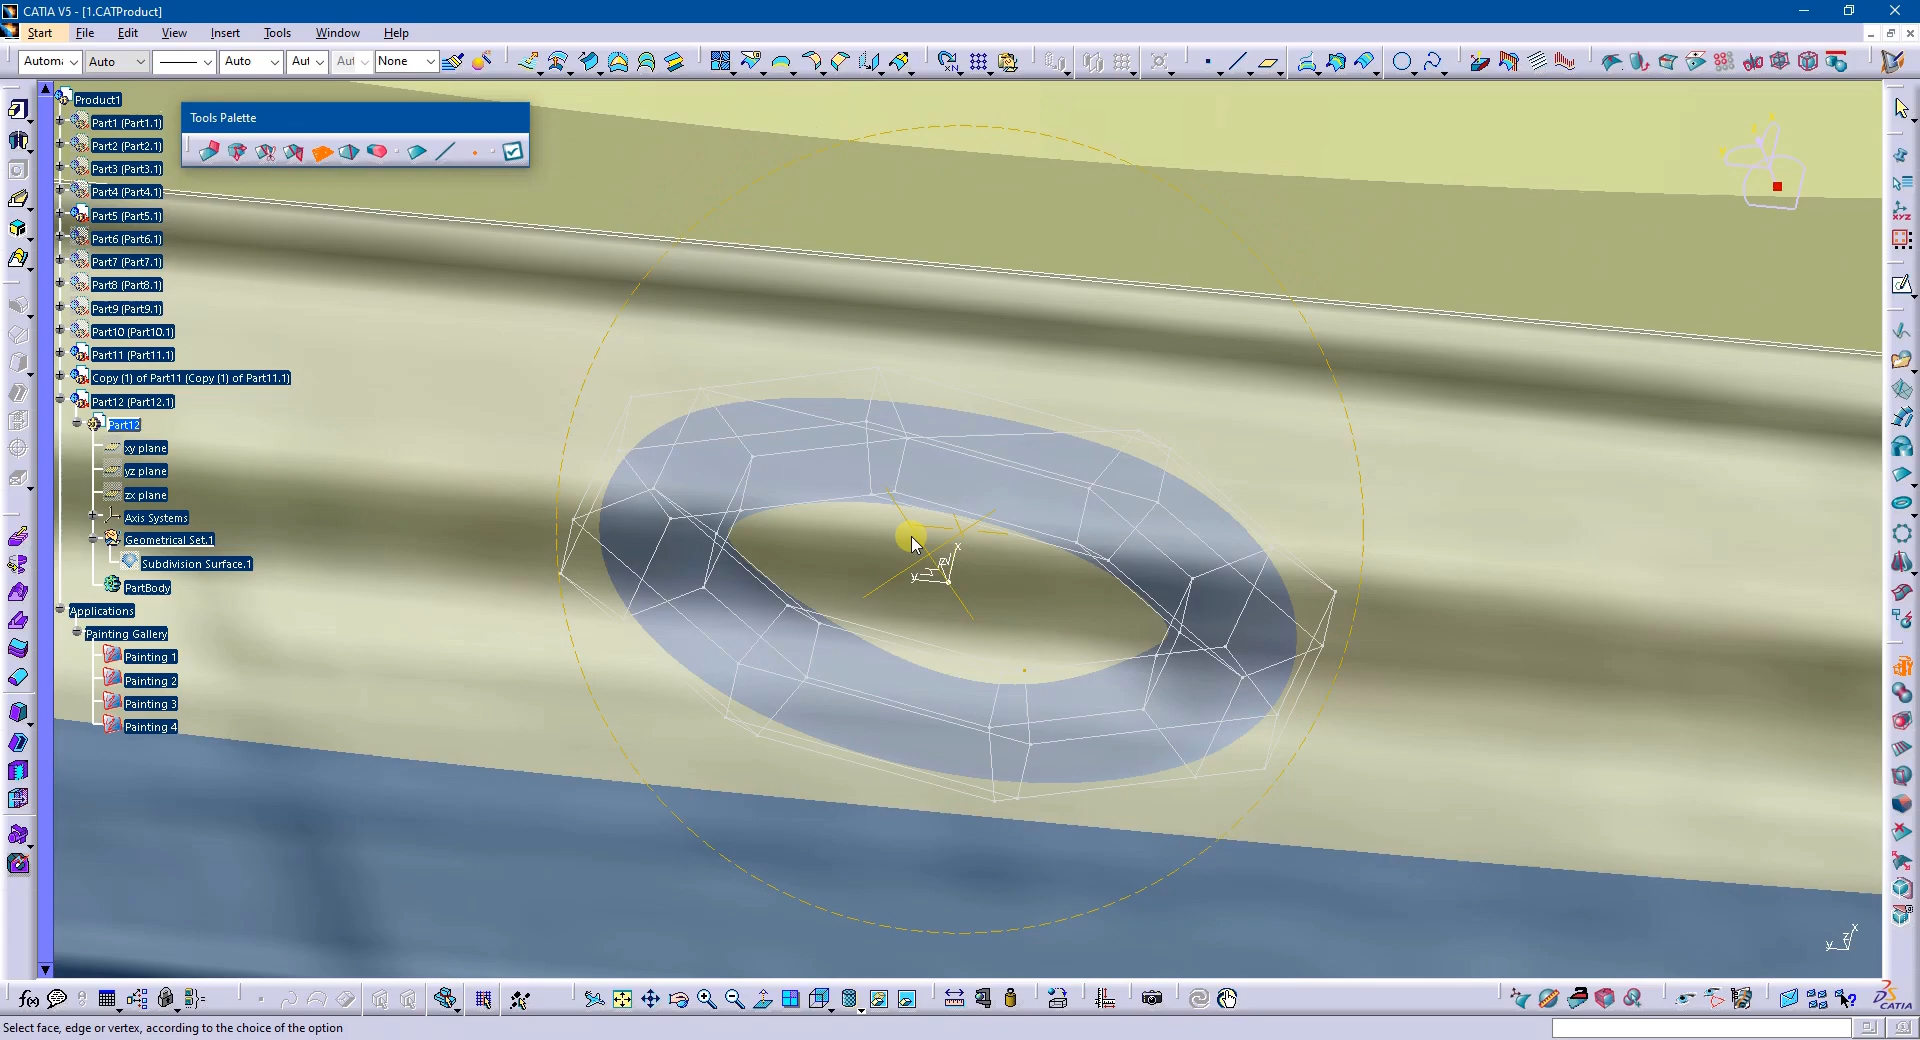 CATIA V5 - [1.CATProduct]
Start File Edit View Insert Tools Window Help
Automa Auto Auto Aut Aut None
Product1
Part1 (Part1.1)
Part2 (Part2.1)
Part3 (Part3.1)
Part4 (Part4.1)
Part5 (Part5.1)
Part6 (Part6.1)
Part7 (Part7.1)
Part8 (Part8.1)
Part9 (Part9.1)
Part10 (Part10.1)
Part11 (Part11.1)
Copy (1) of Part11 (Copy (1) of Part11.1)
Part12 (Part12.1)
Part12
xy plane
yz plane
zx plane
Axis Systems
Geometrical Set.1
Subdivision Surface.1
PartBody
Applications
Painting Gallery
Painting 1
Painting 2
Painting 3
Painting 4
Tools Palette
x
y
z
x
y
z
f(x)
CATIA
Select face, edge or vertex, according to the choice of the option